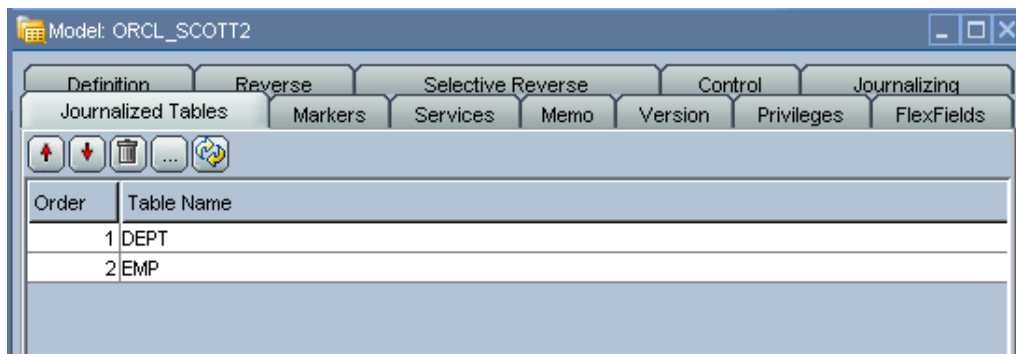 Model: ORCL_SCOTT2
Definition Reverse Selective Reverse Control Journalizing
Journalized Tables Markers Services Memo Version Privileges FlexFields
...
Order Table Name
1 DEPT
2 EMP